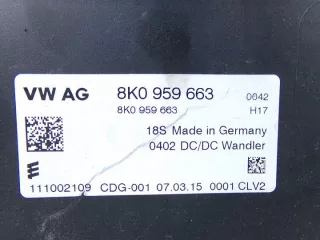 VW AG 8K0 959 663 0642
8K0 959 663 H17
18S Made in Germany
0402 DC/DC Wandler
111002109 CDG-001 07.03.15 0001 CLV2